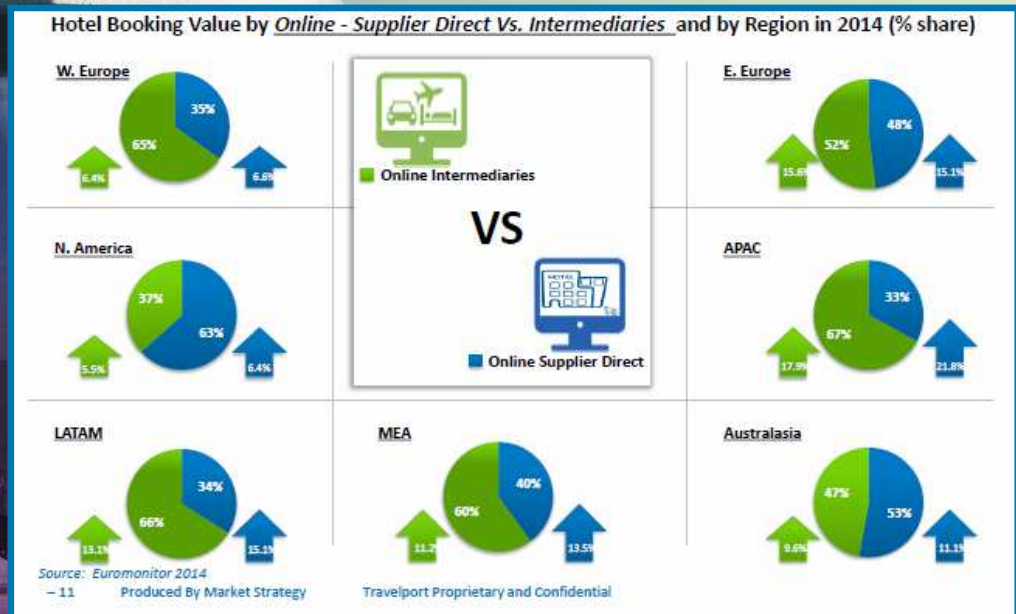 Hotel Booking Value by Online - Supplier Direct Vs. Intermediaries and by Region in 2014 (% share)
W. Europe
35%
65%
6.4%
6.6%
Online Intermediaries
VS
HOTEL
Online Supplier Direct
E. Europe
48%
52%
15.6%
15.1%
N. America
37%
63%
5.5%
6.4%
APAC
33%
67%
17.9%
21.8%
LATAM
34%
66%
13.1%
15.1%
MEA
40%
60%
11.2%
13.5%
Australasia
47%
53%
9.6%
11.1%
Source: Euromonitor 2014
– 11 Produced By Market Strategy Travelport Proprietary and Confidential